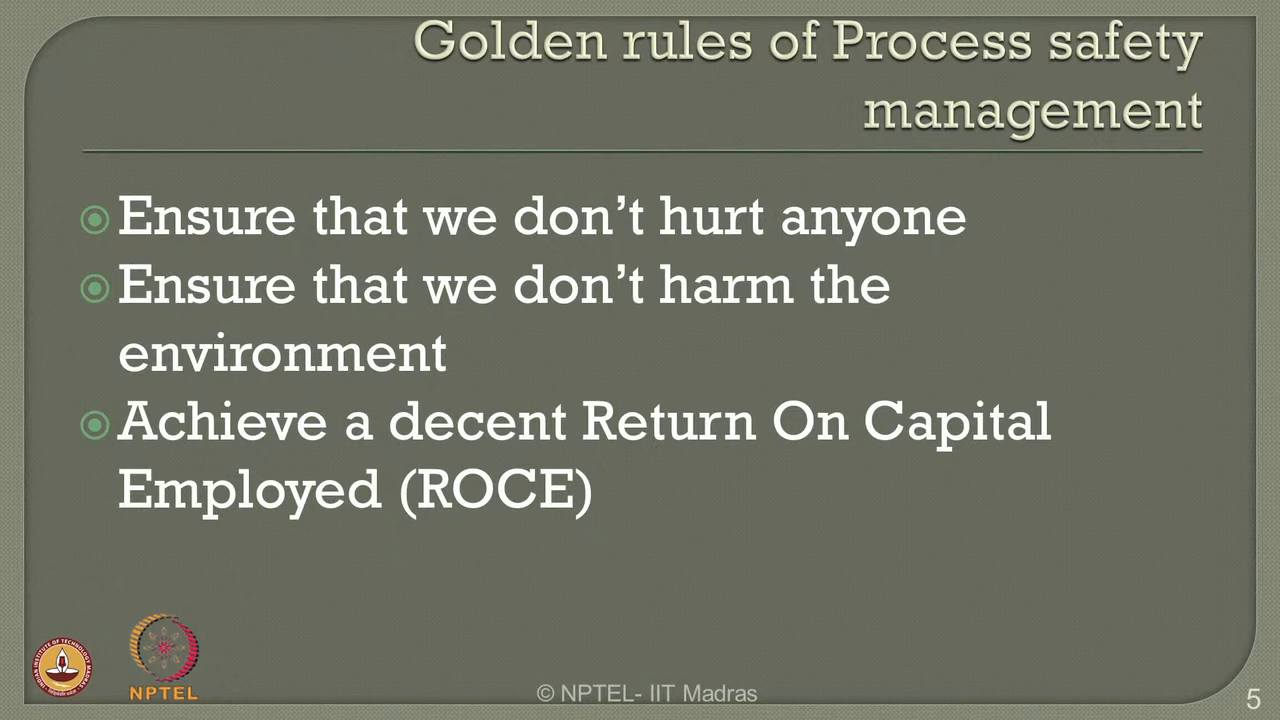 Golden rules of Process safety
management
Ensure that we don’t hurt anyone
Ensure that we don’t harm the
environment
Achieve a decent Return On Capital
Employed (ROCE)
NPTEL
© NPTEL- IIT Madras
5